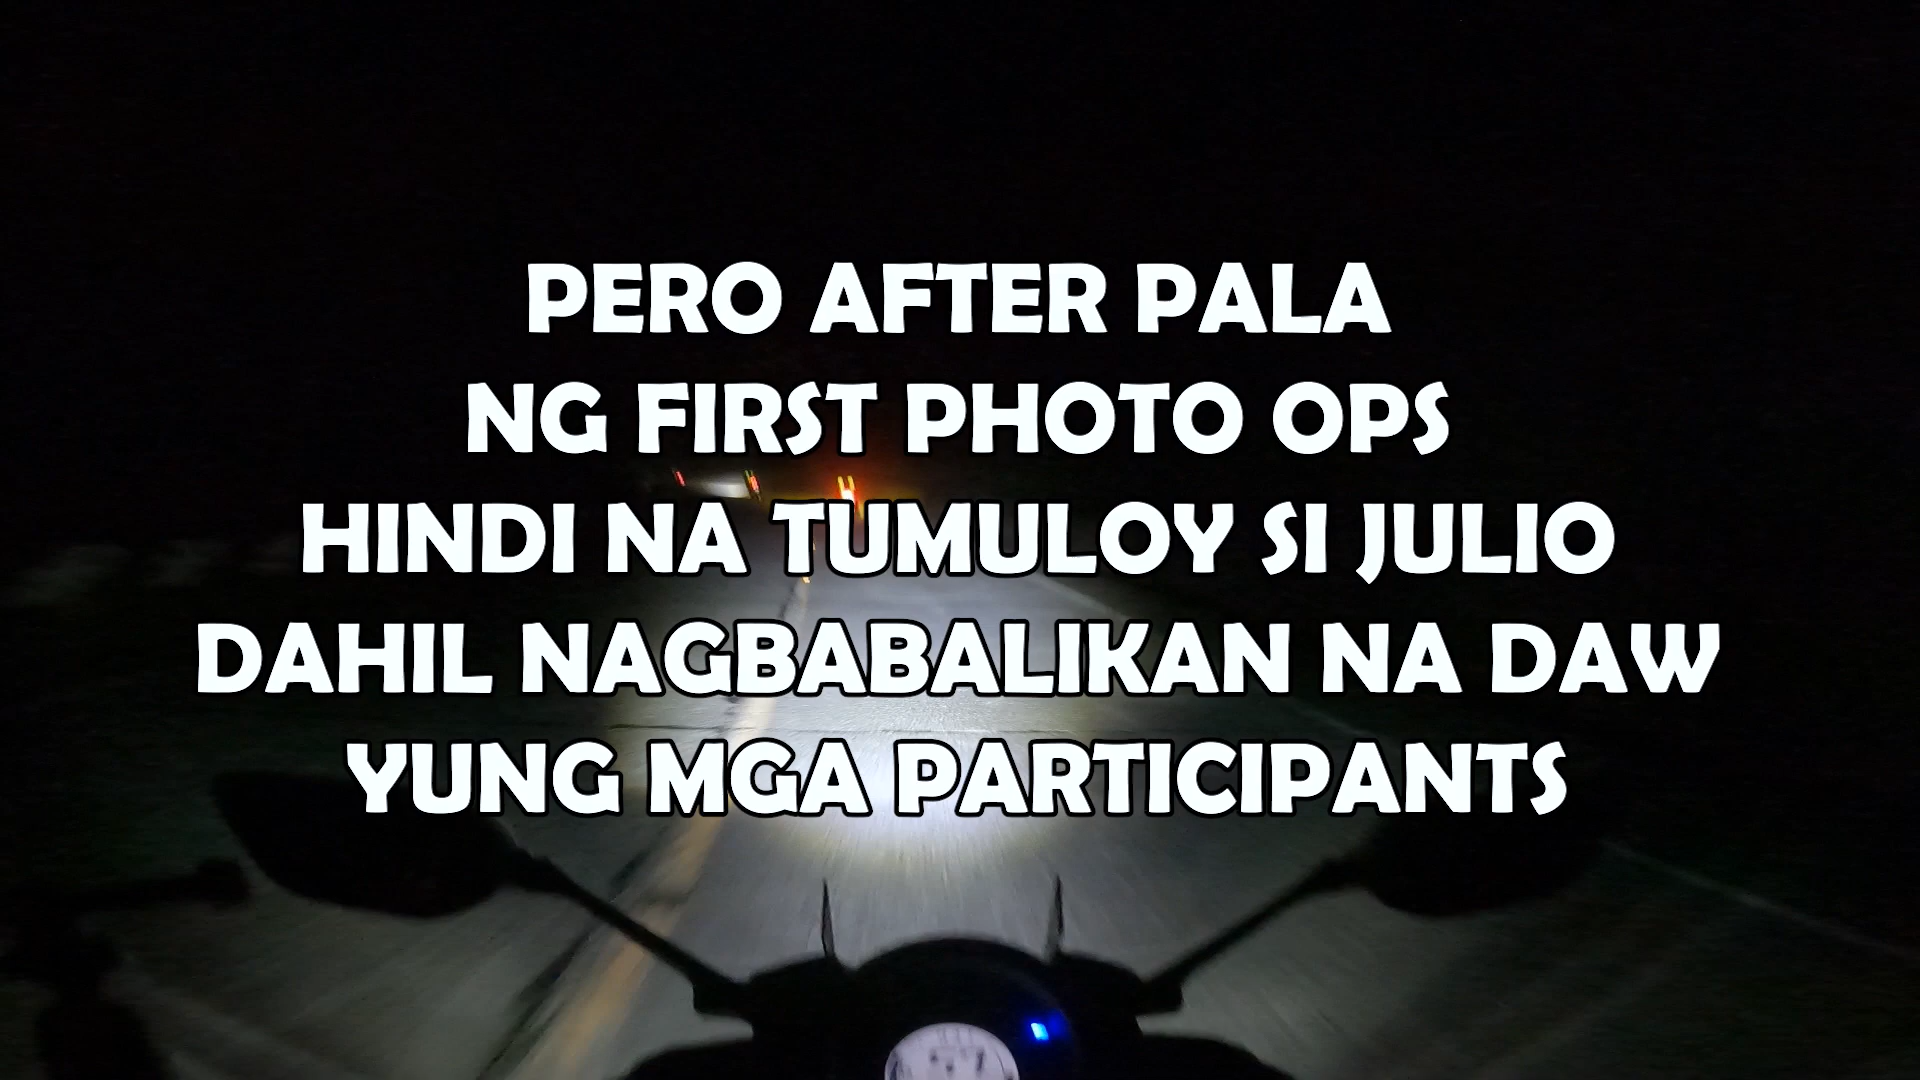 PERO AFTER PALA
NG FIRST PHOTO OPS
HINDI NA TUMULOY SI JULIO
DAHIL NAGBABALIKAN NA DAW
YUNG MGA PARTICIPANTS